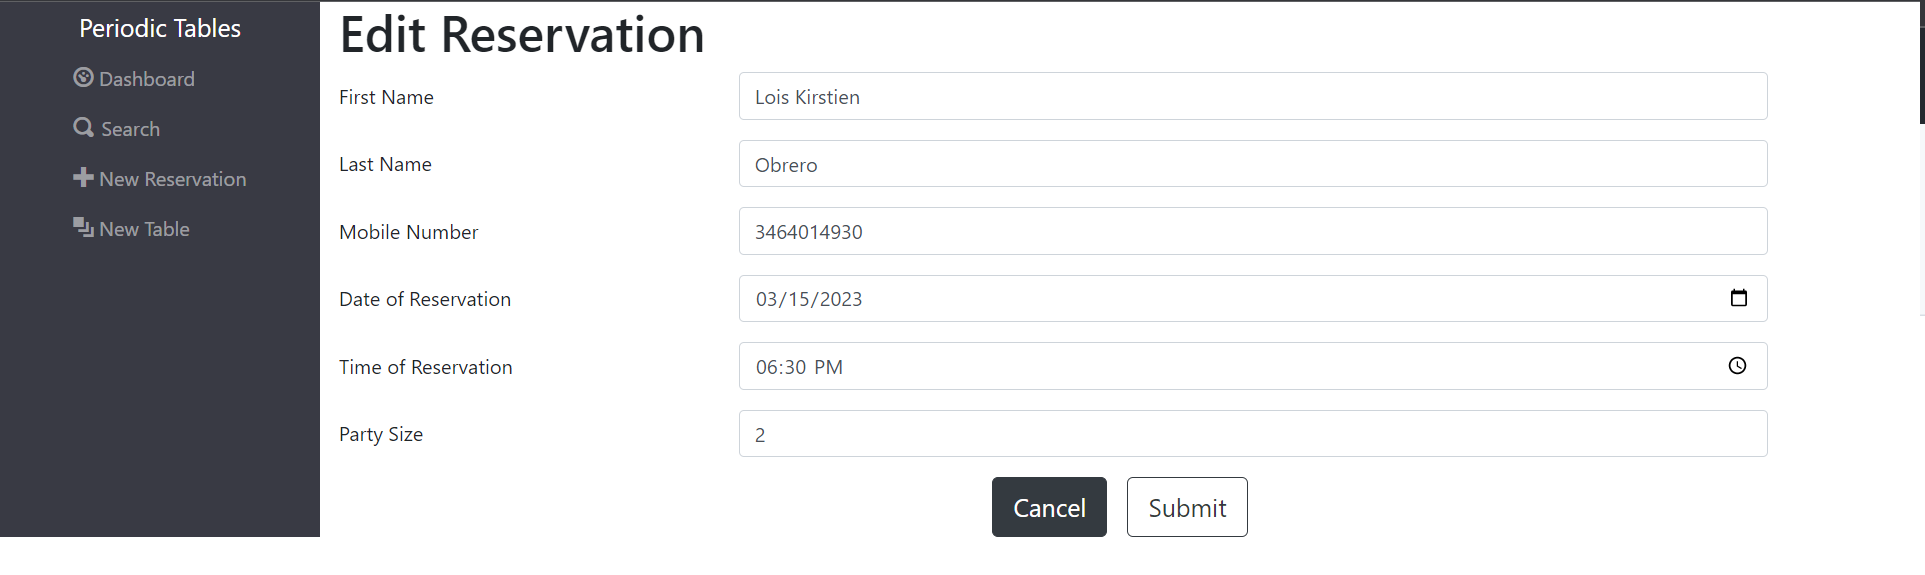 Periodic Tables
Dashboard
Search
New Reservation
New Table
Edit Reservation
First Name
Lois Kirstien
Last Name
Obrero
Mobile Number
3464014930
Date of Reservation
03/15/2023
Time of Reservation
06:30 PM
Party Size
2
Cancel
Submit